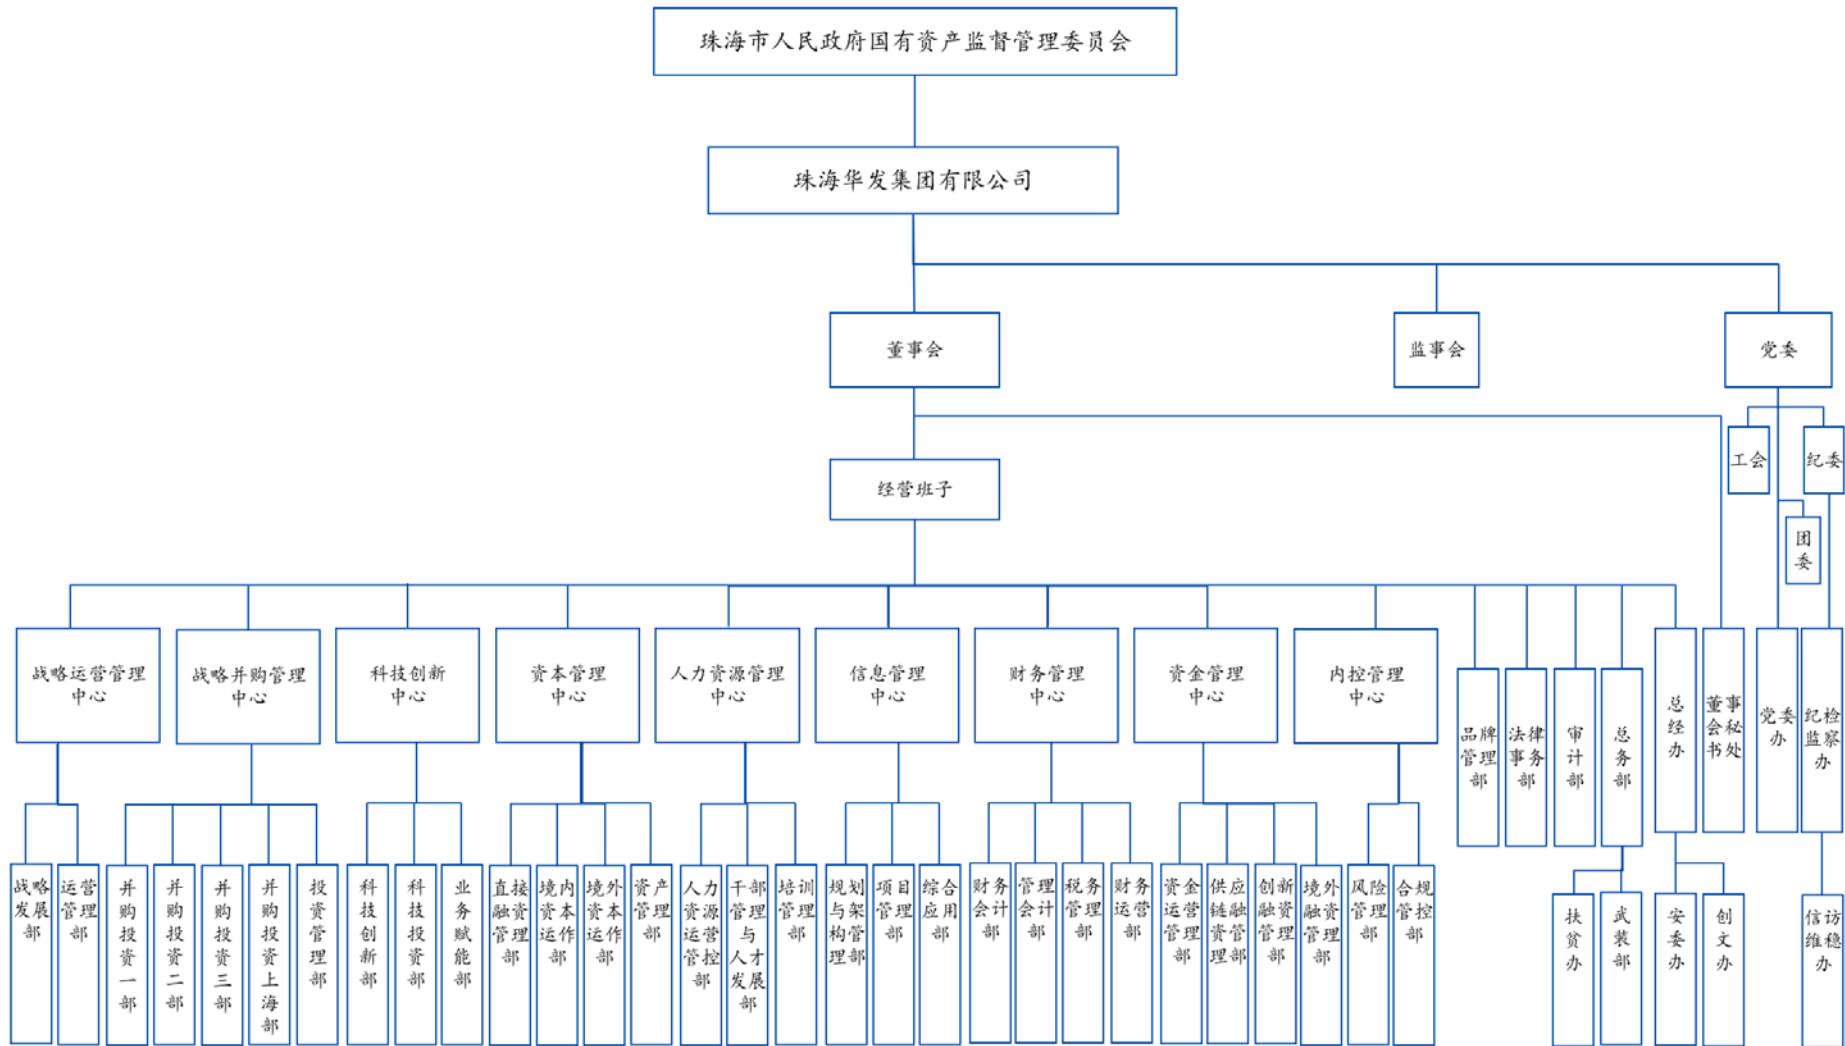 珠海市人民政府国有资产监督管理委员会
珠海华发集团有限公司
董事会
监事会
党委
工会
纪委
经营班子
团委
战略运营管理
中心
战略并购管理
中心
科技创新
中心
资本管理
中心
人力资源管理
中心
信息管理
中心
财务管理
中心
资金管理
中心
内控管理
中心
品牌
管理
部
法律
事务
部
审
计
部
总
务
部
总
经
办
董事
会秘
书处
党委
办
纪检
监察
办
战略
发展
部
运营
管理
部
并
购
投
资
一
部
并
购
投
资
二
部
并
购
投
资
三
部
并
购
投
资
上
海
部
投
资
管
理
部
科
技
创
新
部
科
技
投
资
部
业
务
赋
能
部
直接
融资
管理
部
境内
资本
运作
部
境外
资本
运作
部
资产
管理
部
人力
资源
运营
管控
部
干部
管理
与
人才
发展
部
培训
管理
部
规划
与架
构管
理部
项目
管理
部
综合
应用
部
财务
会计
部
管理
会计
部
税务
管理
部
财务
运营
部
资金
运营
管理
部
供应
链融
资管
理部
创新
融资
管理
部
境外
融资
管理
部
风险
管理
部
合规
管控
部
扶
贫
办
武
装
部
安
委
办
创
文
办
信访
维稳
办